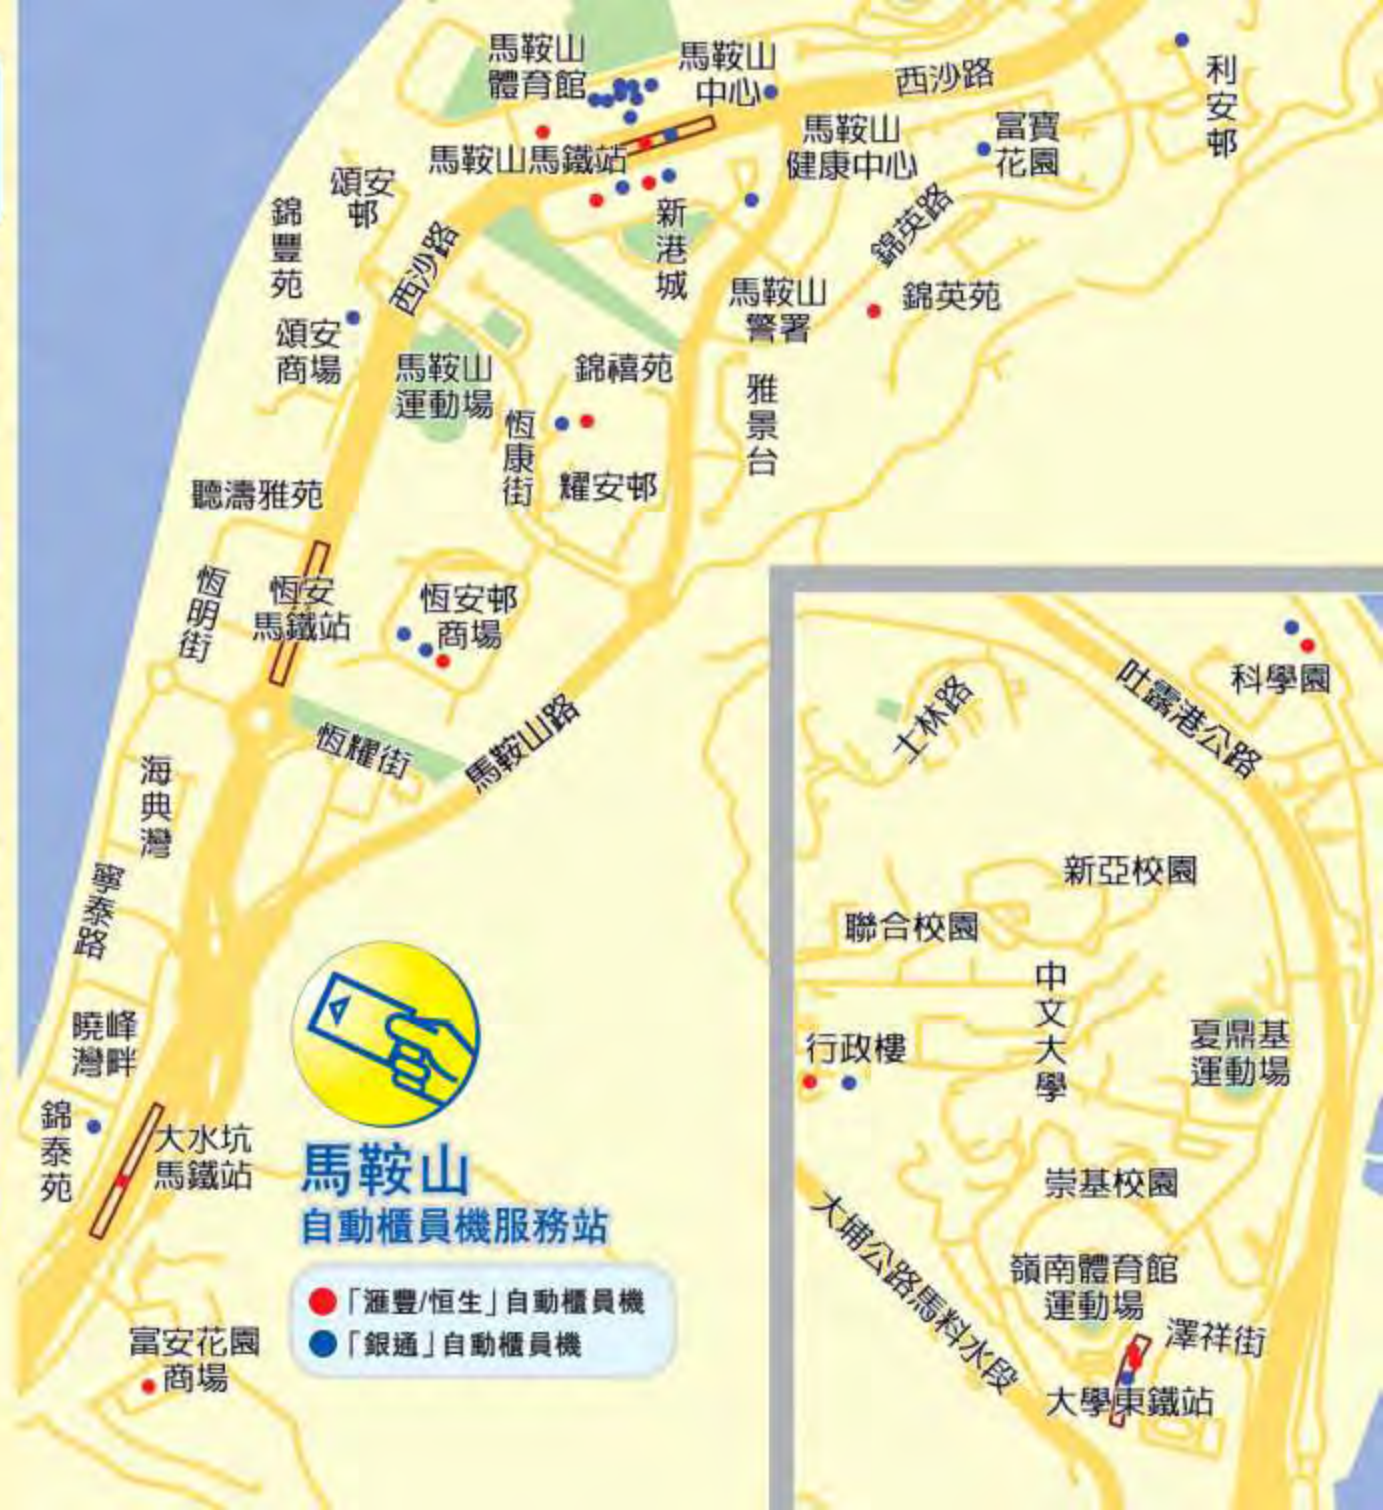 馬鞍山
體育館
馬鞍山
中心
西沙路
利安邨
馬鞍山
健康中心
富寶
花園
馬鞍山馬鐵站
頌安
邨
錦豐苑
西沙路
新港城
錦英路
馬鞍山
警署
錦英苑
頌安
商場
馬鞍山
運動場
錦禧苑
雅景台
恆康街
耀安邨
聽濤雅苑
恆明街
恆安
馬鐵站
恆安邨
商場
恆耀街
馬鞍山路
海典灣
寧泰路
曉峰
灣畔
錦泰苑
大水坑
馬鐵站
富安花園
商場
馬鞍山
自動櫃員機服務站
「滙豐/恒生」自動櫃員機
「銀通」自動櫃員機
科學園
吐露港公路
士林路
新亞校園
聯合校園
中文大學
行政樓
夏鼎基
運動場
崇基校園
大埔公路馬料水段
嶺南體育館
運動場
澤祥街
大學東鐵站